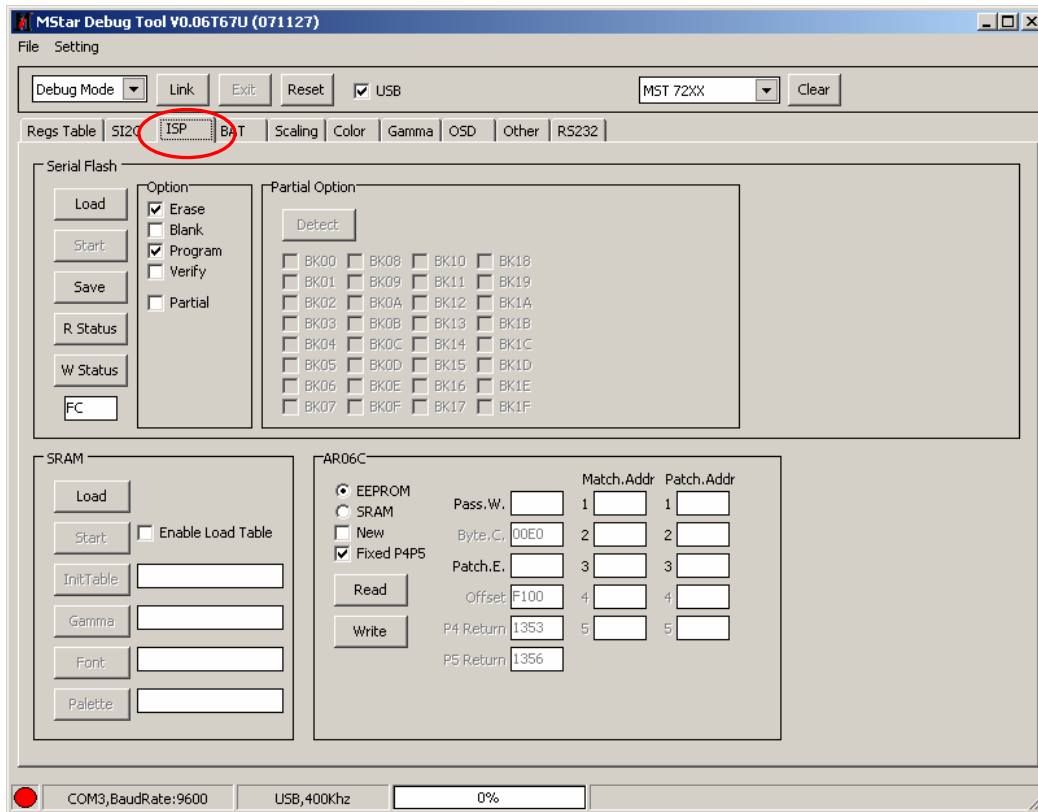 MStar Debug Tool V0.06T67U (071127)
File Setting
Debug Mode Link Exit Reset USB MST 72XX Clear
Regs Table SI2C ISP BAT Scaling Color Gamma OSD Other RS232
Serial Flash
Load
Start
Save
R Status
W Status
FC
Option
Erase
Blank
Program
Verify
Partial
Partial Option
Detect
BK00 BK08 BK10 BK18
BK01 BK09 BK11 BK19
BK02 BK0A BK12 BK1A
BK03 BK0B BK13 BK1B
BK04 BK0C BK14 BK1C
BK05 BK0D BK15 BK1D
BK06 BK0E BK16 BK1E
BK07 BK0F BK17 BK1F
SRAM
Load
Start Enable Load Table
InitTable
Gamma
Font
Palette
AR06C
EEPROM
SRAM
New
Fixed P4P5
Read
Write
Pass.W.
Byte.C. 00E0
Patch.E.
Offset F100
P4 Return 1353
P5 Return 1356
Match.Addr Patch.Addr
1 1
2 2
3 3
4 4
5 5
COM3,BaudRate:9600 USB,400Khz 0%